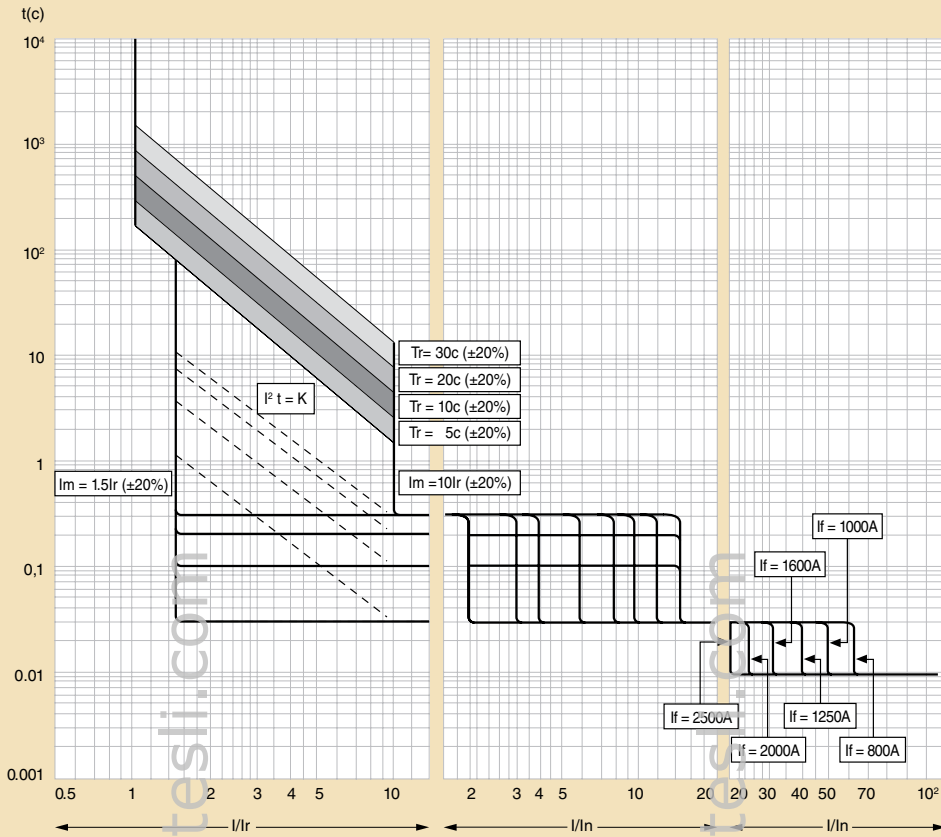 t(c)
10⁴
10³
10²
10
1
0,1
0.01
0.001
Tr= 30c (±20%)
Tr = 20c (±20%)
Tr = 10c (±20%)
Tr = 5c (±20%)
I² t = K
Im = 1.5Ir (±20%)
Im =10Ir (±20%)
If = 1000A
If = 1600A
If = 2500A
If = 1250A
If = 2000A
If = 800A
0.5 1 2 3 4 5 10
2 3 4 5 10 20
20 30 40 50 70 10²
I/Ir
I/In
I/In
tesli.com
tesli.com